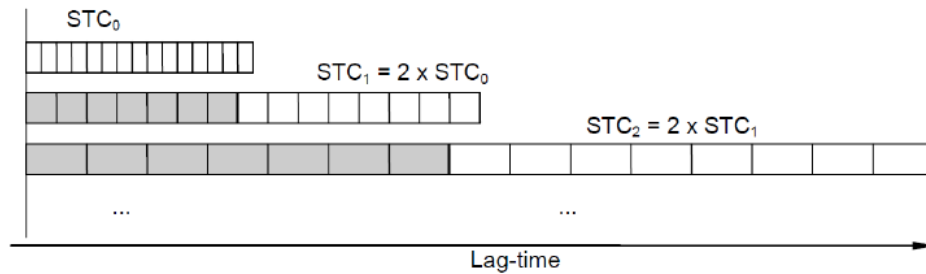 STC₀
STC₁ = 2 x STC₀
STC₂ = 2 x STC₁
... ...
Lag-time